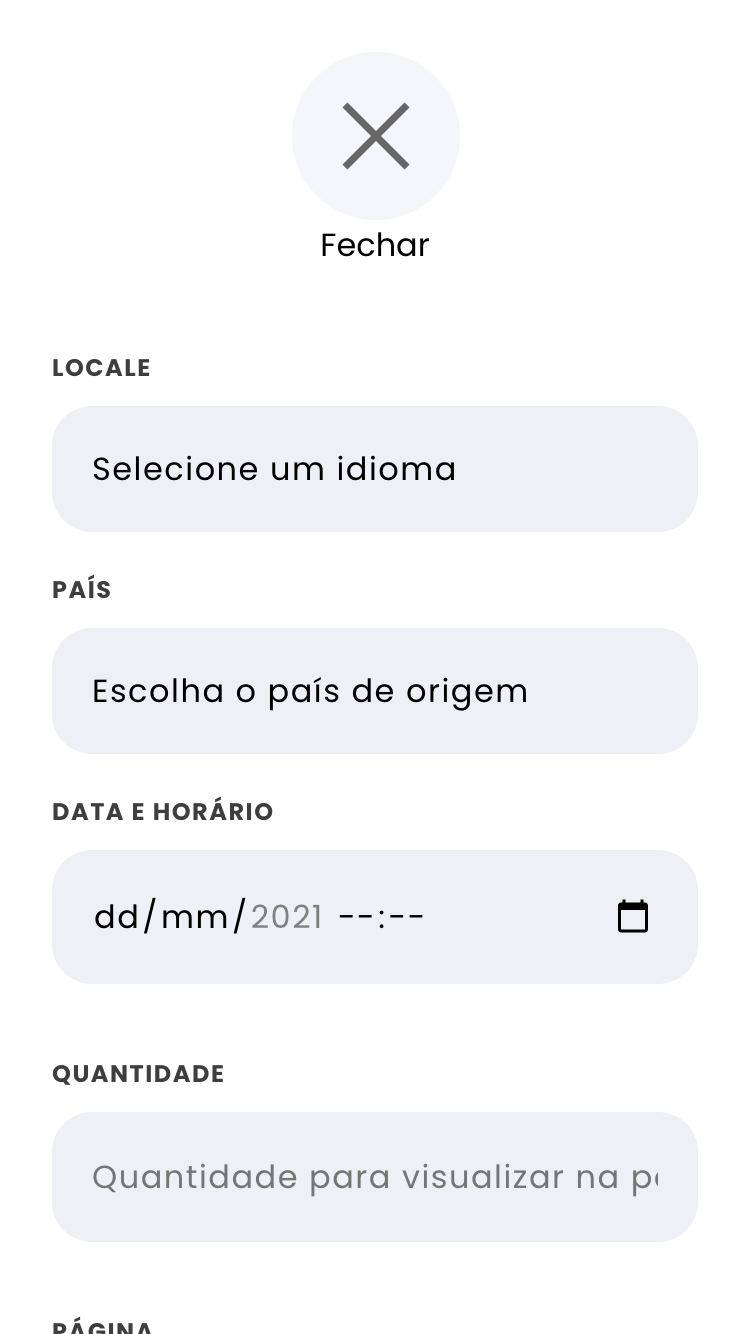 Fechar
LOCALE
Selecione um idioma
PAÍS
Escolha o país de origem
DATA E HORÁRIO
dd/mm/2021 --:--
QUANTIDADE
Quantidade para visualizar na
PÁGINA